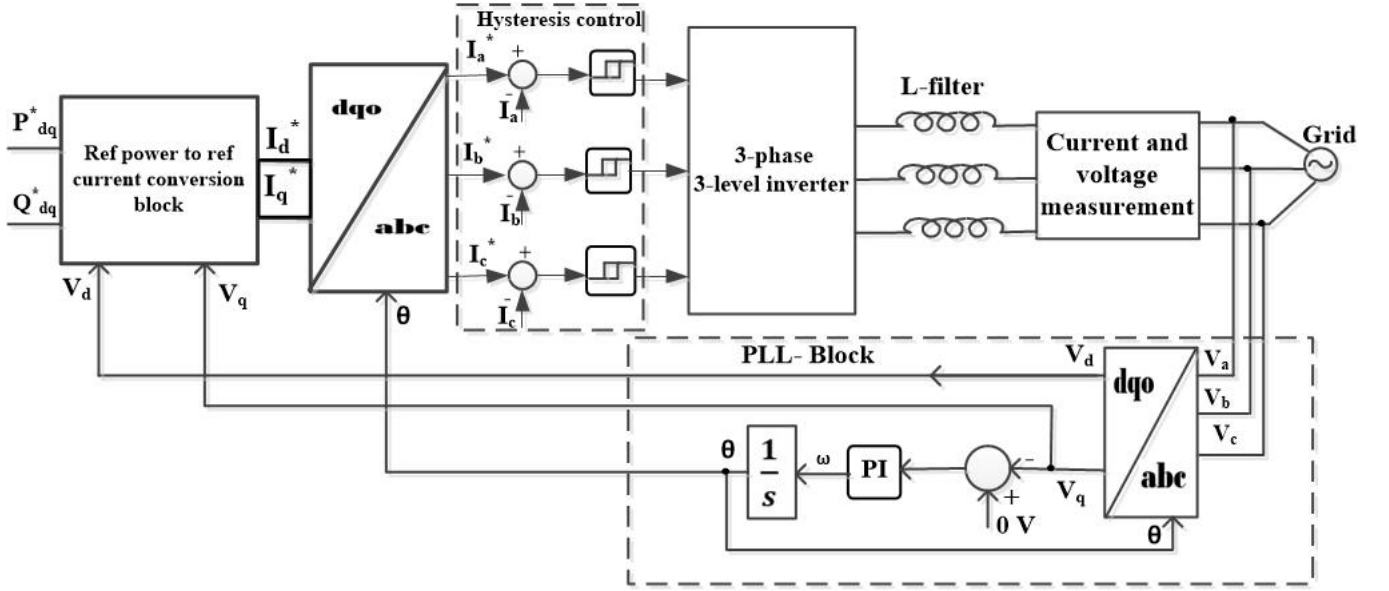 Hysteresis control
I_a^*
+
-
I_a
P^*_dq
Q^*_dq
Ref power to ref
current conversion
block
I_d^*
I_q^*
dqo
abc
I_b^*
+
-
I_b
I_c^*
+
-
I_c
3-phase
3-level inverter
L-filter
Current and
voltage
measurement
Grid
V_d
V_q
θ
PLL- Block
V_d
dqo
abc
V_a
V_b
V_c
θ
1
s
ω
PI
-
+
0 V
V_q
θ